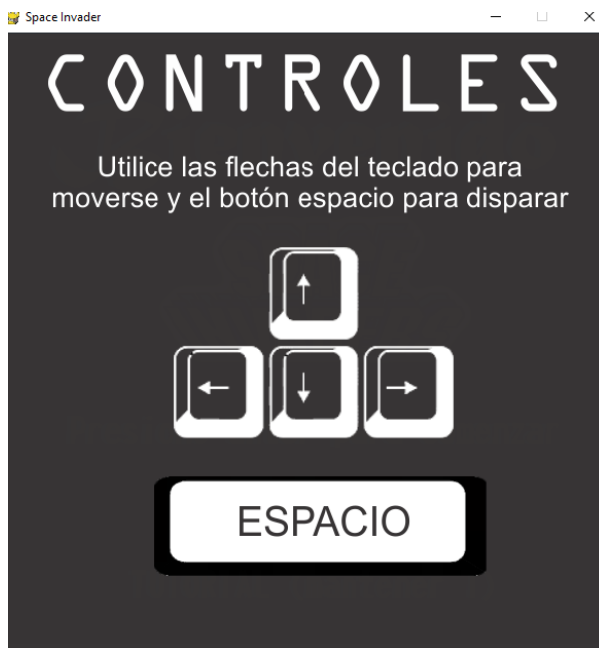 Space Invader
CONTROLES
Utilice las flechas del teclado para
moverse y el botón espacio para disparar
↑
← ↓ →
ESPACIO